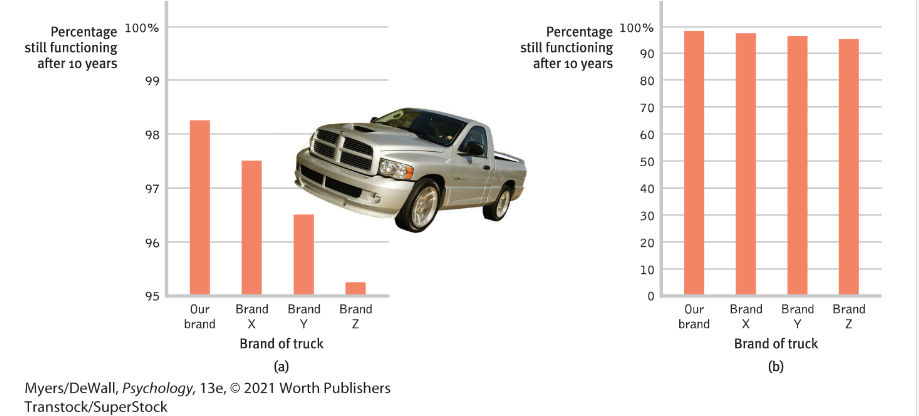 Percentage
still functioning
after 10 years
100%
99
98
97
96
95
Our
brand
Brand
X
Brand
Y
Brand
Z
Brand of truck
(a)
Percentage
still functioning
after 10 years
100%
90
80
70
60
50
40
30
20
10
0
Our
brand
Brand
X
Brand
Y
Brand
Z
Brand of truck
(b)
Myers/DeWall, Psychology, 13e, © 2021 Worth Publishers
Transtock/SuperStock